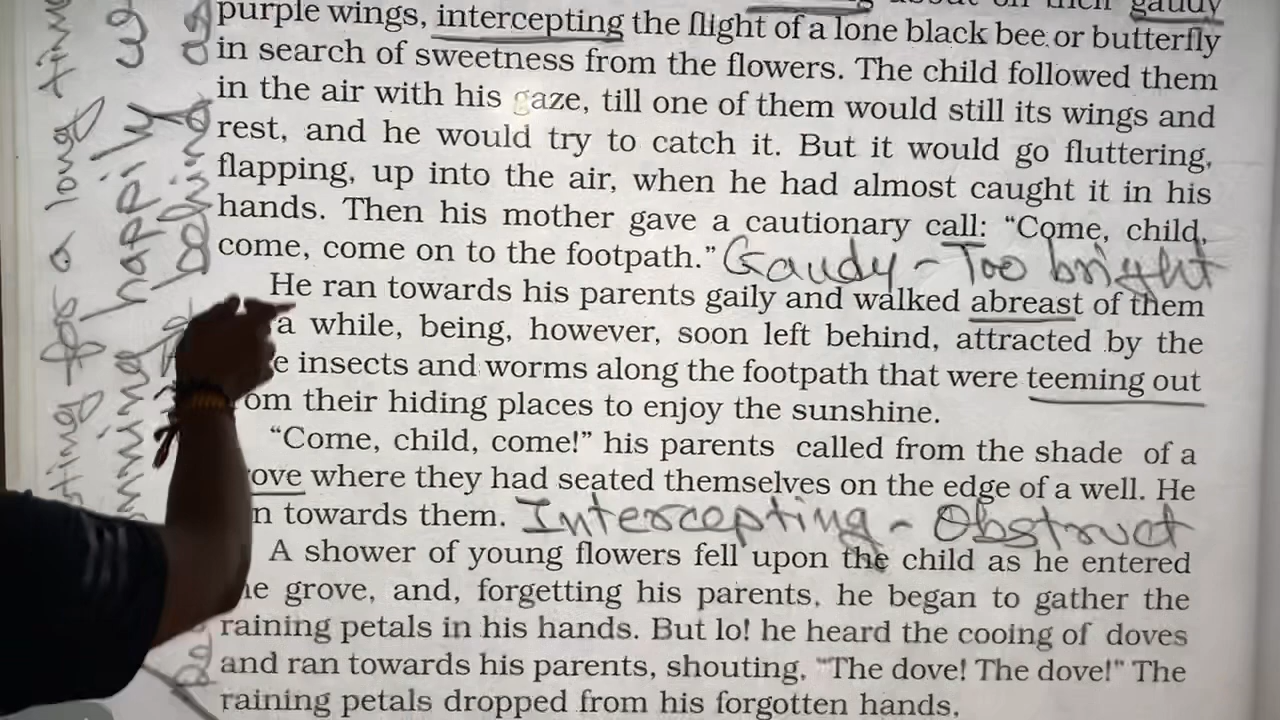 gaudy
purple wings, intercepting the flight of a lone black bee or butterfly
in search of sweetness from the flowers. The child followed them
in the air with his gaze, till one of them would still its wings and
rest, and he would try to catch it. But it would go fluttering,
flapping, up into the air, when he had almost caught it in his
hands. Then his mother gave a cautionary call: “Come, child,
come, come on to the footpath.” Gaudy - Too bright
He ran towards his parents gaily and walked abreast of them
a while, being, however, soon left behind, attracted by the
insects and worms along the footpath that were teeming out
om their hiding places to enjoy the sunshine.
“Come, child, come!” his parents called from the shade of a
ove where they had seated themselves on the edge of a well. He
n towards them. Intercepting - Obstruct
A shower of young flowers fell upon the child as he entered
grove, and, forgetting his parents, he began to gather the
raining petals in his hands. But lo! he heard the cooing of doves
and ran towards his parents, shouting, “The dove! The dove!” The
raining petals dropped from his forgotten hands.
for a long time
happily
behind